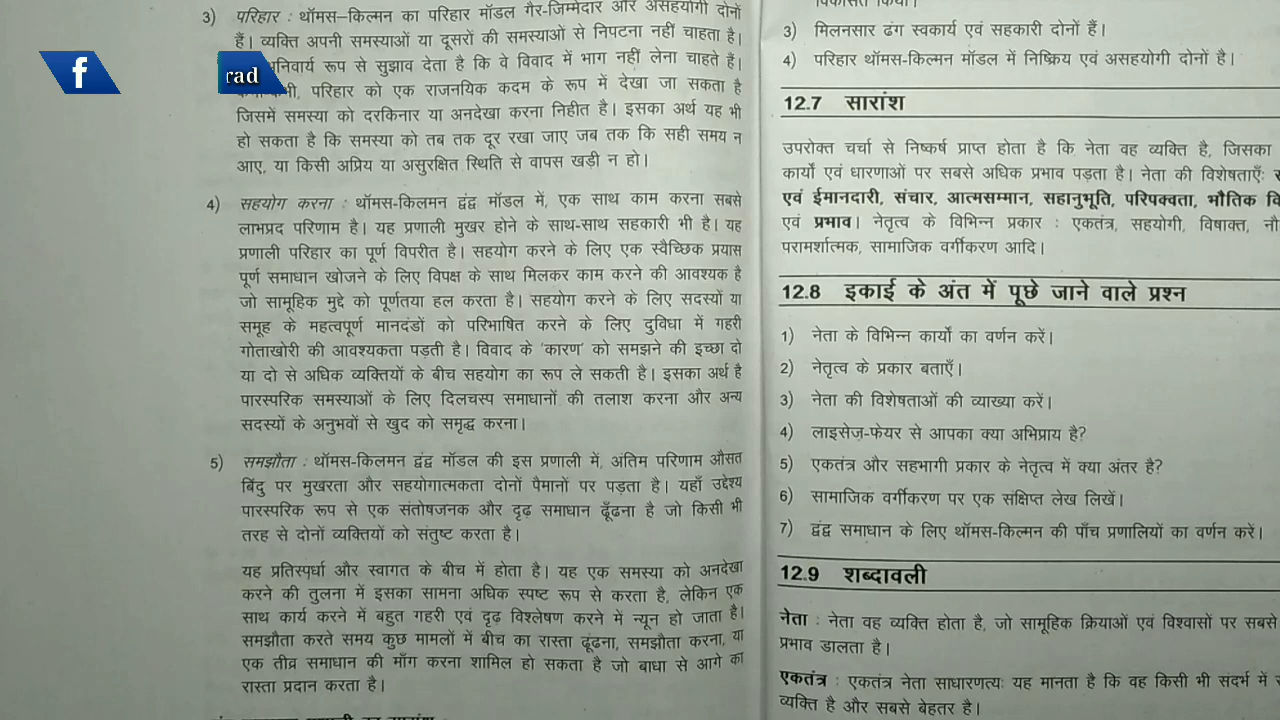 f
rad
3) परिहार : थॉमस–किल्मन का परिहार मॉडल गैर-जिम्मेदार और असहयोगी दोनों
हैं। व्यक्ति अपनी समस्याओं या दूसरों की समस्याओं से निपटना नहीं चाहता है।
अनिवार्य रूप से सुझाव देता है कि वे विवाद में भाग नहीं लेना चाहते हैं।
परिहार को एक राजनयिक कदम के रूप में देखा जा सकता है
जिसमें समस्या को दरकिनार या अनदेखा करना निहीत है। इसका अर्थ यह भी
हो सकता है कि समस्या को तब तक दूर रखा जाए जब तक कि सही समय न
आए, या किसी अप्रिय या असुरक्षित स्थिति से वापस खड़ी न हो।
4) सहयोग करना : थॉमस-किलमन द्वंद्व मॉडल में, एक साथ काम करना सबसे
लाभप्रद परिणाम है। यह प्रणाली मुखर होने के साथ-साथ सहकारी भी है। यह
प्रणाली परिहार का पूर्ण विपरीत है। सहयोग करने के लिए एक स्वैच्छिक प्रयास
पूर्ण समाधान खोजने के लिए विपक्ष के साथ मिलकर काम करने की आवश्यक है
जो सामूहिक मुद्दे को पूर्णतया हल करता है। सहयोग करने के लिए सदस्यों या
समूह के महत्वपूर्ण मानदंडों को परिभाषित करने के लिए दुविधा में गहरी
गोताखोरी की आवश्यकता पड़ती है। विवाद के 'कारण' को समझने की इच्छा दो
या दो से अधिक व्यक्तियों के बीच सहयोग का रूप ले सकती है। इसका अर्थ है
पारस्परिक समस्याओं के लिए दिलचस्प समाधानों की तलाश करना और अन्य
सदस्यों के अनुभवों से खुद को समृद्ध करना।
5) समझौता : थॉमस-किलमन द्वंद्व मॉडल की इस प्रणाली में, अंतिम परिणाम औसत
बिंदु पर मुखरता और सहयोगात्मकता दोनों पैमानों पर पड़ता है। यहाँ उद्देश्य
पारस्परिक रूप से एक संतोषजनक और दृढ़ समाधान ढूँढना है जो किसी भी
तरह से दोनों व्यक्तियों को संतुष्ट करता है।
यह प्रतिस्पर्धा और स्वागत के बीच में होता है। यह एक समस्या को अनदेखा
करने की तुलना में इसका सामना अधिक स्पष्ट रूप से करता है, लेकिन एक
साथ कार्य करने में बहुत गहरी एवं दृढ़ विश्लेषण करने में न्यून हो जाता है।
समझौता करते समय कुछ मामलों में बीच का रास्ता ढूंढना, समझौता करना, या
एक तीव्र समाधान की माँग करना शामिल हो सकता है जो बाधा से आगे का
रास्ता प्रदान करता है।
3) मिलनसार ढंग स्वकार्य एवं सहकारी दोनों हैं।
4) परिहार थॉमस-किल्मन मॉडल में निष्क्रिय एवं असहयोगी दोनों है।
12.7 सारांश
उपरोक्त चर्चा से निष्कर्ष प्राप्त होता है कि नेता वह व्यक्ति है, जिसका
कार्यों एवं धारणाओं पर सबसे अधिक प्रभाव पड़ता है। नेता की विशेषताएँ:
एवं ईमानदारी, संचार, आत्मसम्मान, सहानुभूति, परिपक्वता, भौतिक
एवं प्रभाव। नेतृत्व के विभिन्न प्रकार : एकतंत्र, सहयोगी, विषाक्त,
परामर्शात्मक, सामाजिक वर्गीकरण आदि।
12.8 इकाई के अंत में पूछे जाने वाले प्रश्न
1) नेता के विभिन्न कार्यों का वर्णन करें।
2) नेतृत्व के प्रकार बताएँ।
3) नेता की विशेषताओं की व्याख्या करें।
4) लाइसेज़-फेयर से आपका क्या अभिप्राय है?
5) एकतंत्र और सहभागी प्रकार के नेतृत्व में क्या अंतर है?
6) सामाजिक वर्गीकरण पर एक संक्षिप्त लेख लिखें।
7) द्वंद्व समाधान के लिए थॉमस-किल्मन की पाँच प्रणालियों का वर्णन करें।
12.9 शब्दावली
नेता : नेता वह व्यक्ति होता है, जो सामूहिक क्रियाओं एवं विश्वासों पर सबसे
प्रभाव डालता है।
एकतंत्र : एकतंत्र नेता साधारणत्यः यह मानता है कि वह किसी भी संदर्भ में
व्यक्ति है और सबसे बेहतर है।